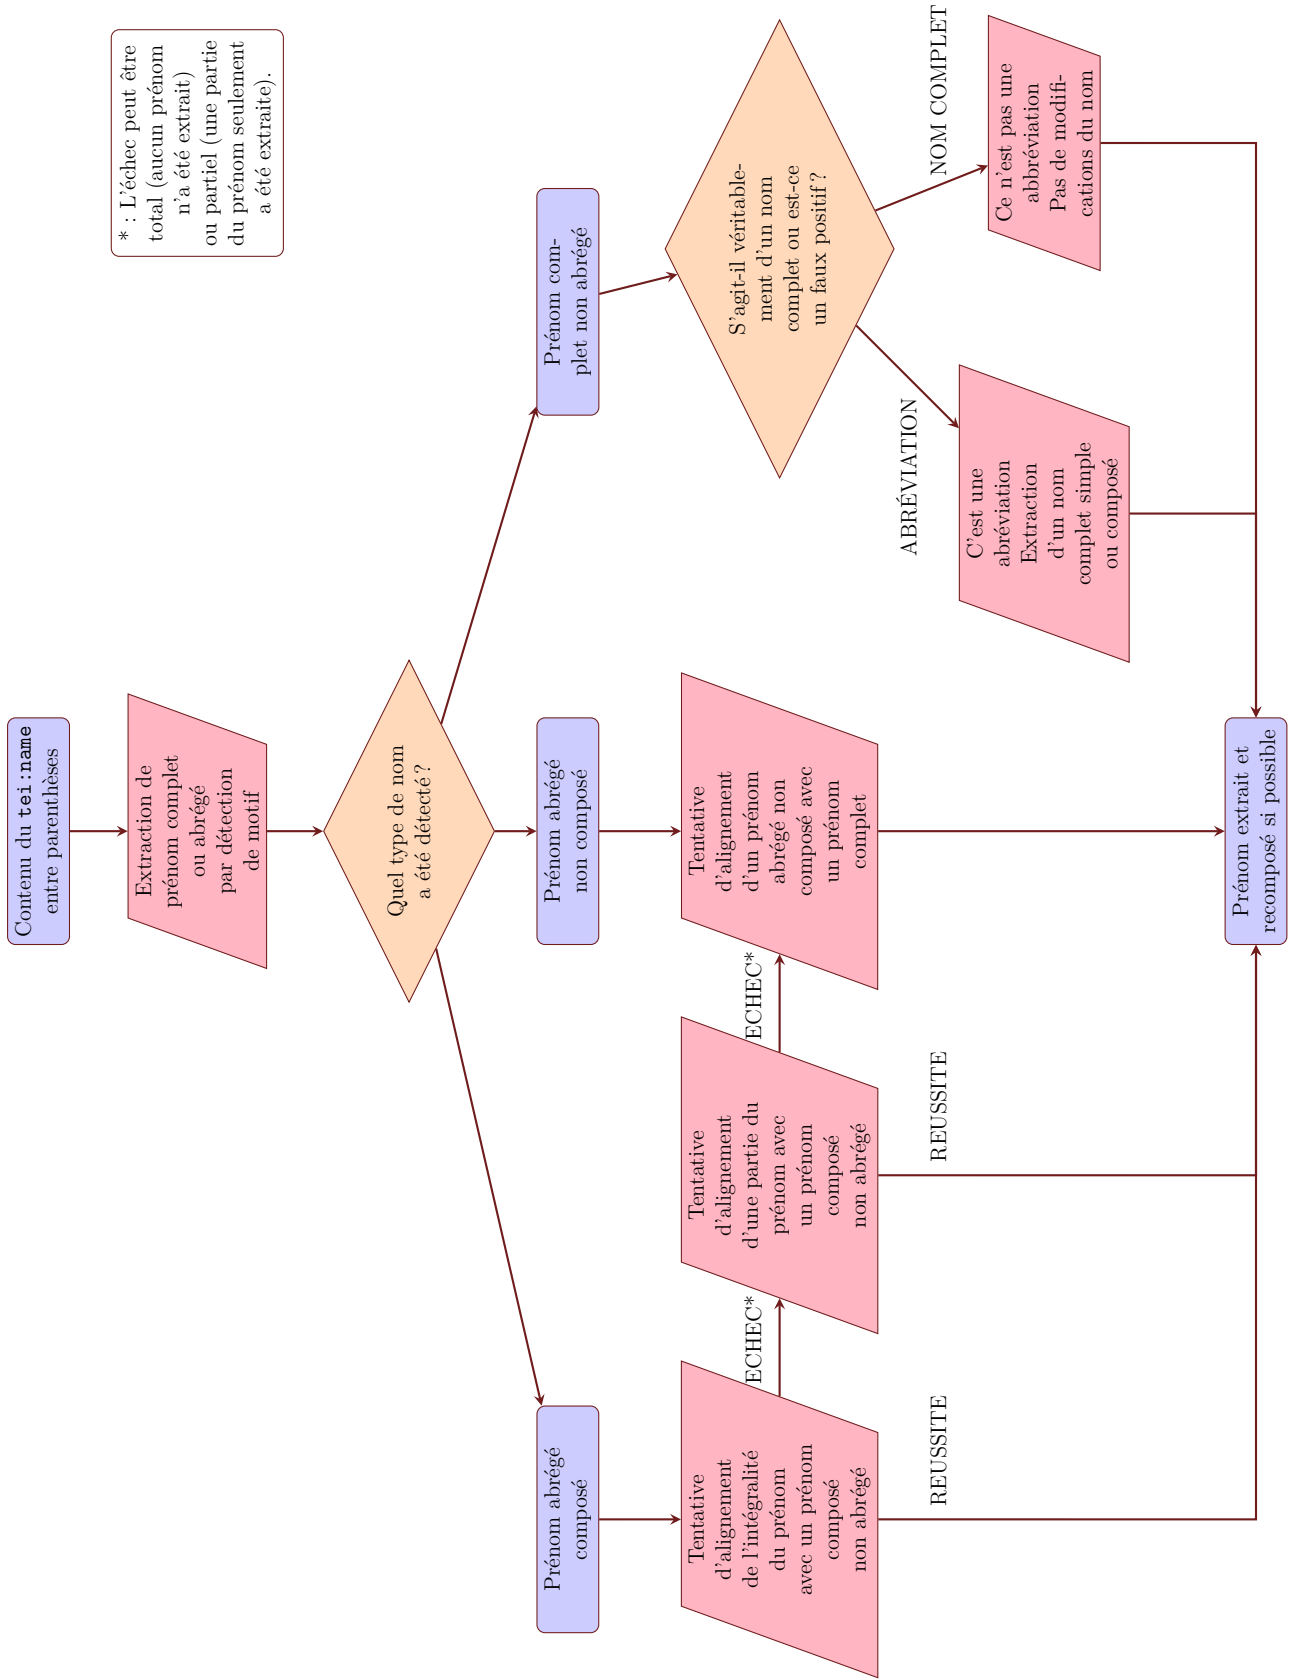 Contenu du tei:name
entre parenthèses
* : L'échec peut être
total (aucun prénom
n'a été extrait)
ou partiel (une partie
du prénom seulement
a été extraite).
Extraction de
prénom complet
ou abrégé
par détection
de motif
Quel type de nom
a été détecté ?
Prénom abrégé
composé
Prénom abrégé
non composé
Prénom com-
plet non abrégé
Tentative
d'alignement
de l'intégralité
du prénom
avec un prénom
composé
non abrégé
ECHEC*
Tentative
d'alignement
d'une partie du
prénom avec
un prénom
composé
non abrégé
ECHEC*
Tentative
d'alignement
d'un prénom
abrégé non
composé avec
un prénom
complet
S'agit-il véritable-
ment d'un nom
complet ou est-ce
un faux positif ?
ABRÉVIATION
NOM COMPLET
REUSSITE
REUSSITE
C'est une
abréviation
Extraction
d'un nom
complet simple
ou composé
Ce n'est pas une
abbréviation
Pas de modifi-
cations du nom
Prénom extrait et
recomposé si possible